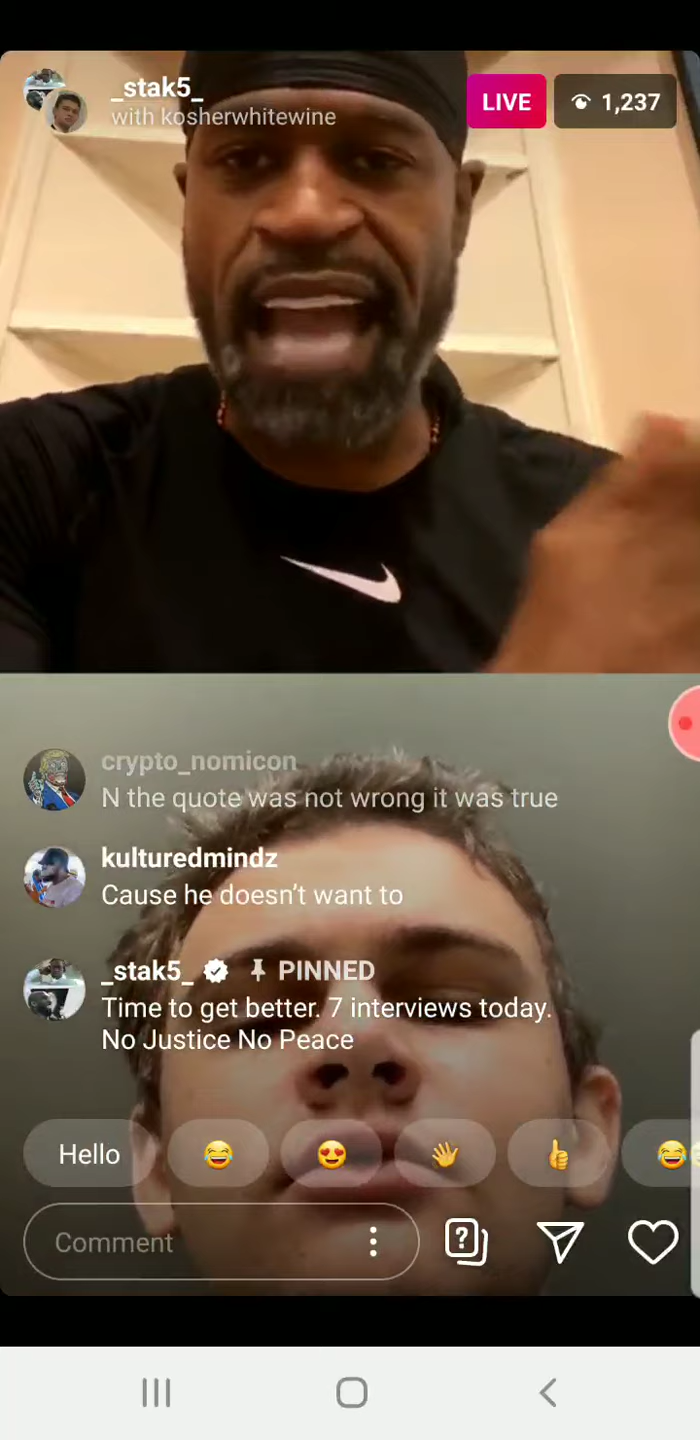 _stak5_
with kosherwhitewine
LIVE
1,237
crypto_nomicon
N the quote was not wrong it was true
kulturedmindz
Cause he doesn't want to
_stak5_ PINNED
Time to get better. 7 interviews today.
No Justice No Peace
Hello
Comment